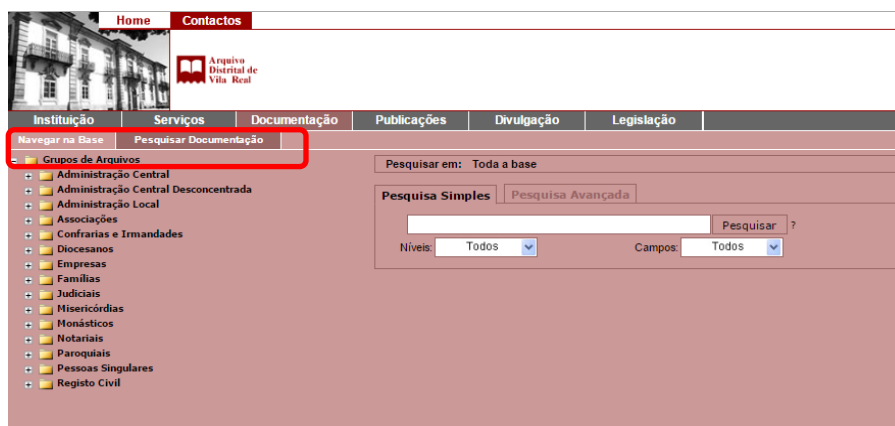 Home Contactos
Arquivo
Distrital de
Vila Real
Instituição Serviços Documentação Publicações Divulgação Legislação
Navegar na Base Pesquisar Documentação
Grupos de Arquivos
Administração Central
Administração Central Desconcentrada
Administração Local
Associações
Confrarias e Irmandades
Diocesanos
Empresas
Famílias
Judiciais
Misericórdias
Monásticos
Notariais
Paroquiais
Pessoas Singulares
Registo Civil
Pesquisar em: Toda a base
Pesquisa Simples Pesquisa Avançada
Pesquisar ?
Níveis: Todos Campos: Todos